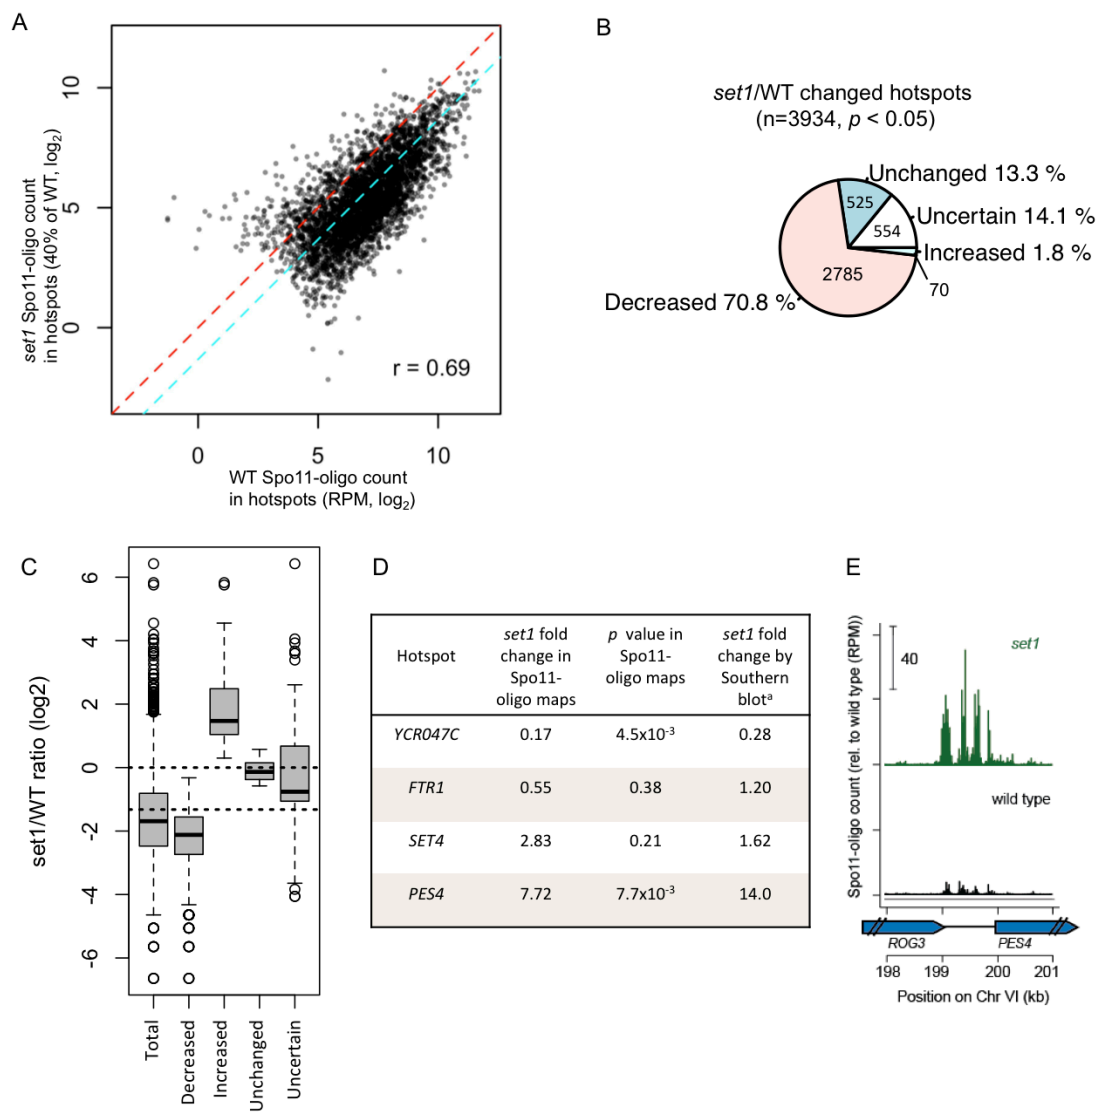 A
10
5
0
set1 Spo11-oligo count
in hotspots (40% of WT, log2)
r = 0.69
0
5
10
WT Spo11-oligo count
in hotspots (RPM, log2)
B
set1/WT changed hotspots
(n=3934, p < 0.05)
Unchanged 13.3 %
525
Uncertain 14.1 %
554
Increased 1.8 %
70
2785
Decreased 70.8 %
C
set1/WT ratio (log2)
6
4
2
0
-2
-4
-6
Total
Decreased
Increased
Unchanged
Uncertain
D
Hotspot
set1 fold
change in
Spo11-
oligo maps
p value in
Spo11-
oligo maps
set1 fold
change by
Southern
blota
YCR047C 0.17 4.5x10-3 0.28
FTR1 0.55 0.38 1.20
SET4 2.83 0.21 1.62
PES4 7.72 7.7x10-3 14.0
E
Spo11-oligo count (rel. to wild type (RPM))
40
set1
wild type
ROG3
PES4
198 199 200 201
Position on Chr VI (kb)